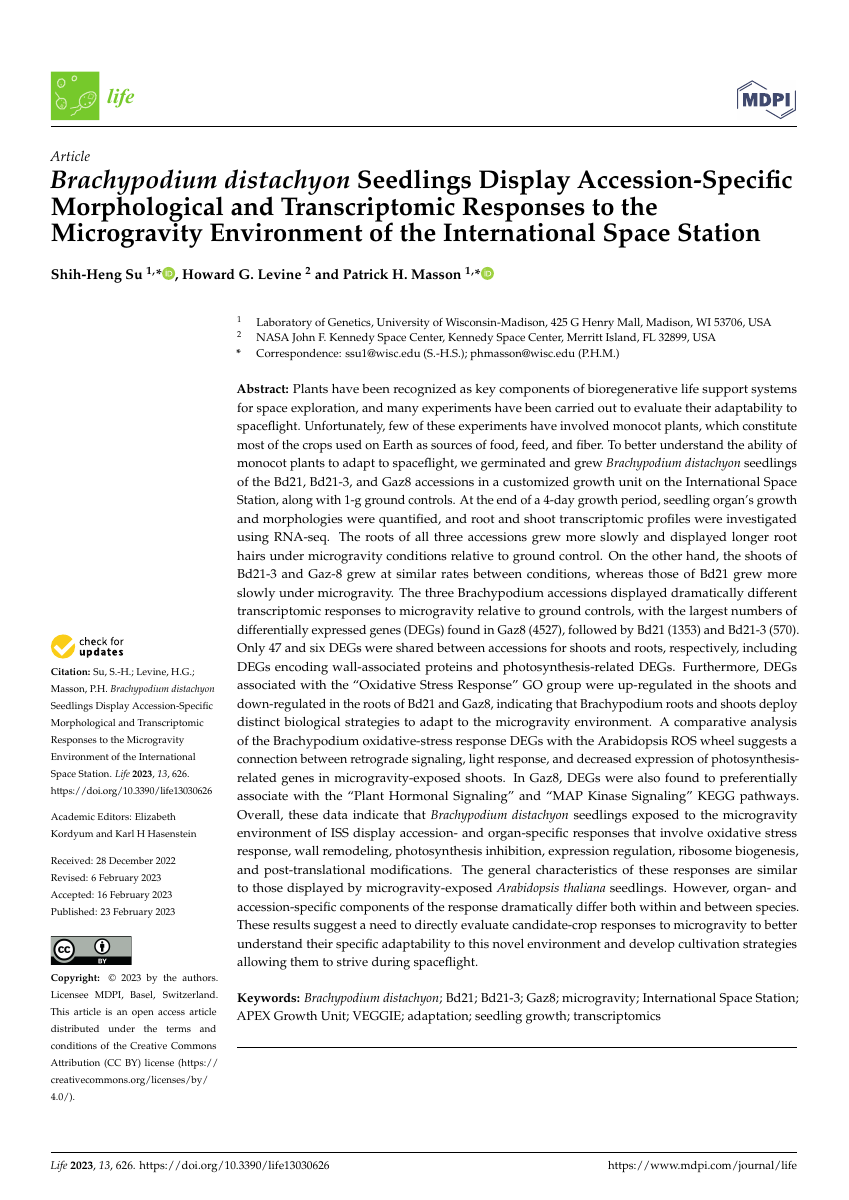 life
MDPI
Article
Brachypodium distachyon Seedlings Display Accession-Specific
Morphological and Transcriptomic Responses to the
Microgravity Environment of the International Space Station
Shih-Heng Su 1,*, Howard G. Levine 2 and Patrick H. Masson 1,*
1 Laboratory of Genetics, University of Wisconsin-Madison, 425 G Henry Mall, Madison, WI 53706, USA
2 NASA John F. Kennedy Space Center, Kennedy Space Center, Merritt Island, FL 32899, USA
* Correspondence: ssu1@wisc.edu (S.-H.S.); phmasson@wisc.edu (P.H.M.)
Abstract: Plants have been recognized as key components of bioregenerative life support systems
for space exploration, and many experiments have been carried out to evaluate their adaptability to
spaceflight. Unfortunately, few of these experiments have involved monocot plants, which constitute
most of the crops used on Earth as sources of food, feed, and fiber. To better understand the ability of
monocot plants to adapt to spaceflight, we germinated and grew Brachypodium distachyon seedlings
of the Bd21, Bd21-3, and Gaz8 accessions in a customized growth unit on the International Space
Station, along with 1-g ground controls. At the end of a 4-day growth period, seedling organ's growth
and morphologies were quantified, and root and shoot transcriptomic profiles were investigated
using RNA-seq. The roots of all three accessions grew more slowly and displayed longer root
hairs under microgravity conditions relative to ground control. On the other hand, the shoots of
Bd21-3 and Gaz-8 grew at similar rates between conditions, whereas those of Bd21 grew more
slowly under microgravity. The three Brachypodium accessions displayed dramatically different
transcriptomic responses to microgravity relative to ground controls, with the largest numbers of
differentially expressed genes (DEGs) found in Gaz8 (4527), followed by Bd21 (1353) and Bd21-3 (570).
Only 47 and six DEGs were shared between accessions for shoots and roots, respectively, including
DEGs encoding wall-associated proteins and photosynthesis-related DEGs. Furthermore, DEGs
associated with the "Oxidative Stress Response" GO group were up-regulated in the shoots and
down-regulated in the roots of Bd21 and Gaz8, indicating that Brachypodium roots and shoots deploy
distinct biological strategies to adapt to the microgravity environment. A comparative analysis
of the Brachypodium oxidative-stress response DEGs with the Arabidopsis ROS wheel suggests a
connection between retrograde signaling, light response, and decreased expression of photosynthesis-
related genes in microgravity-exposed shoots. In Gaz8, DEGs were also found to preferentially
associate with the "Plant Hormonal Signaling" and "MAP Kinase Signaling" KEGG pathways.
Overall, these data indicate that Brachypodium distachyon seedlings exposed to the microgravity
environment of ISS display accession- and organ-specific responses that involve oxidative stress
response, wall remodeling, photosynthesis inhibition, expression regulation, ribosome biogenesis,
and post-translational modifications. The general characteristics of these responses are similar
to those displayed by microgravity-exposed Arabidopsis thaliana seedlings. However, organ- and
accession-specific components of the response dramatically differ both within and between species.
These results suggest a need to directly evaluate candidate-crop responses to microgravity to better
understand their specific adaptability to this novel environment and develop cultivation strategies
allowing them to strive during spaceflight.
Keywords: Brachypodium distachyon; Bd21; Bd21-3; Gaz8; microgravity; International Space Station;
APEX Growth Unit; VEGGIE; adaptation; seedling growth; transcriptomics
check for
updates
Citation: Su, S.-H.; Levine, H.G.;
Masson, P.H. Brachypodium distachyon
Seedlings Display Accession-Specific
Morphological and Transcriptomic
Responses to the Microgravity
Environment of the International
Space Station. Life 2023, 13, 626.
https://doi.org/10.3390/life13030626
Academic Editors: Elizabeth
Kordyum and Karl H Hasenstein
Received: 28 December 2022
Revised: 6 February 2023
Accepted: 16 February 2023
Published: 23 February 2023
cc BY
Copyright: © 2023 by the authors.
Licensee MDPI, Basel, Switzerland.
This article is an open access article
distributed under the terms and
conditions of the Creative Commons
Attribution (CC BY) license (https://
creativecommons.org/licenses/by/
4.0/).
Life 2023, 13, 626. https://doi.org/10.3390/life13030626
https://www.mdpi.com/journal/life